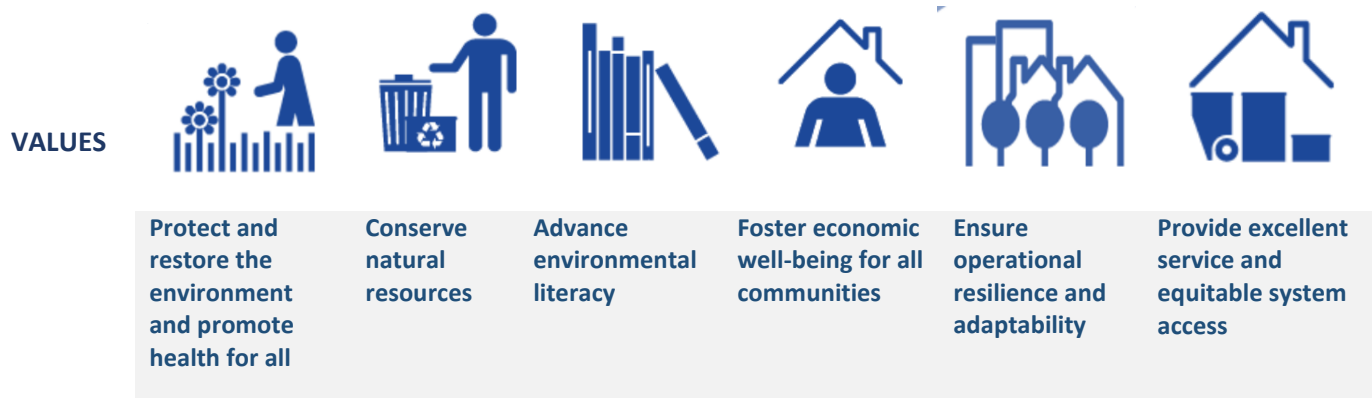 VALUES
Protect and
restore the
environment
and promote
health for all
Conserve
natural
resources
Advance
environmental
literacy
Foster economic
well-being for all
communities
Ensure
operational
resilience and
adaptability
Provide excellent
service and
equitable system
access